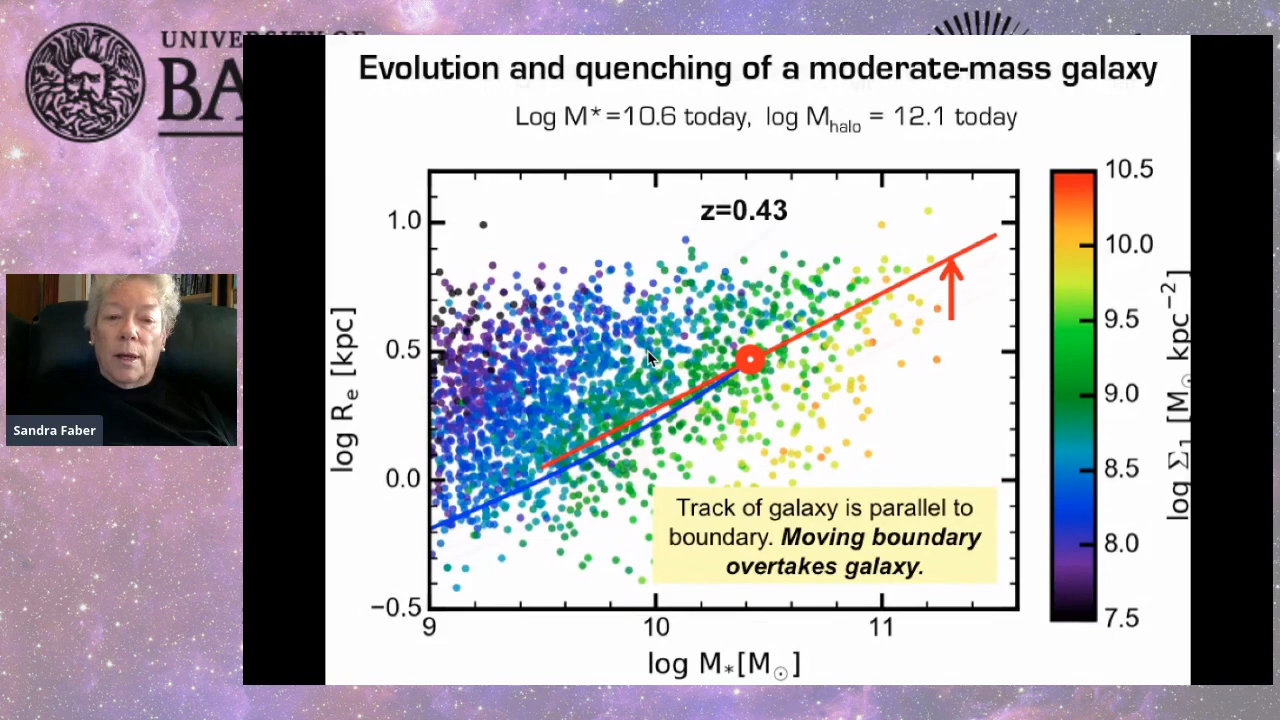 UNIVERSITY OF
BA
Evolution and quenching of a moderate-mass galaxy
Log M*=10.6 today, log Mhalo = 12.1 today
z=0.43
1.0
0.5
0.0
−0.5
log Re [kpc]
9
10
11
log M*[M☉]
Track of galaxy is parallel to
boundary. Moving boundary
overtakes galaxy.
10.5
10.0
9.5
9.0
8.5
8.0
7.5
log Σ1 [M☉ kpc−2]
Sandra Faber